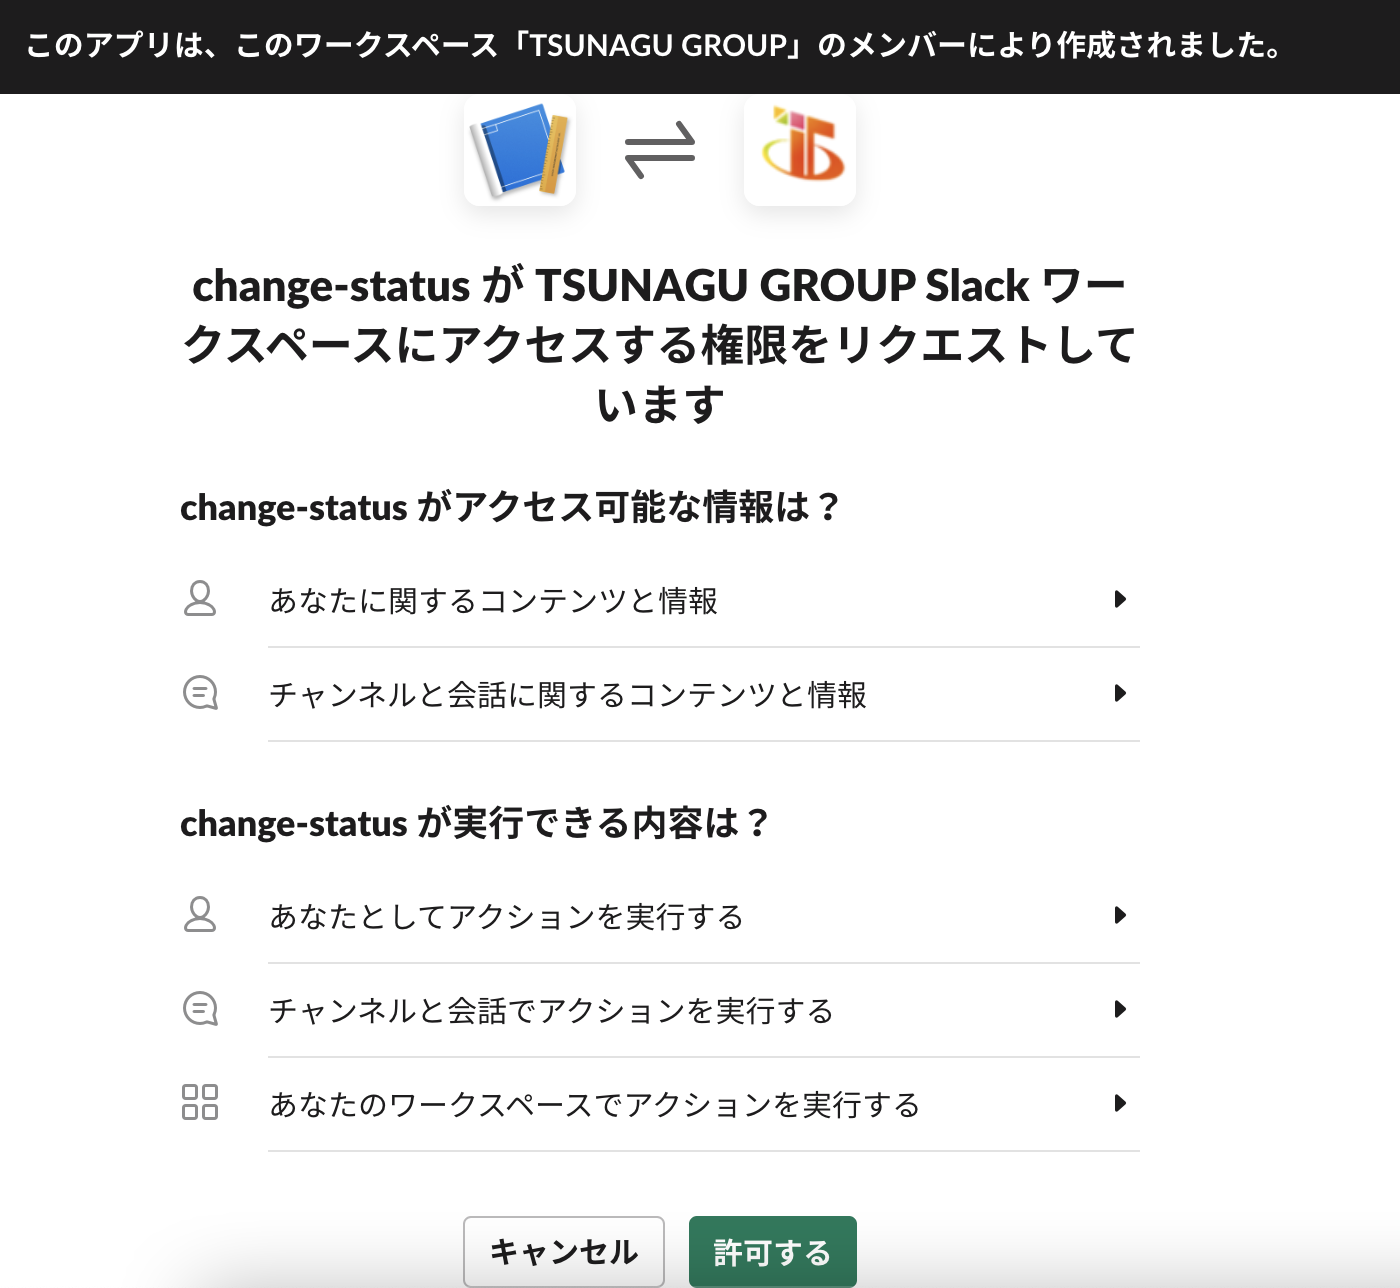 このアプリは、このワークスペース「TSUNAGU GROUP」のメンバーにより作成されました。
change-status が TSUNAGU GROUP Slack ワー
クスペースにアクセスする権限をリクエストして
います
change-status がアクセス可能な情報は？
あなたに関するコンテンツと情報
チャンネルと会話に関するコンテンツと情報
change-status が実行できる内容は？
あなたとしてアクションを実行する
チャンネルと会話でアクションを実行する
あなたのワークスペースでアクションを実行する
キャンセル
許可する